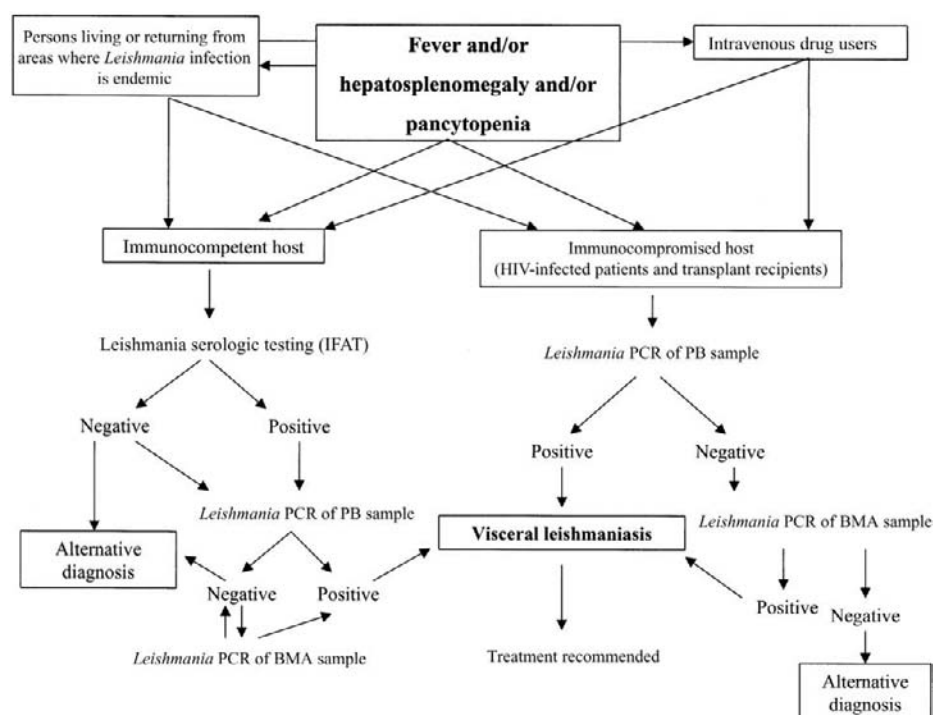 Persons living or returning from
areas where Leishmania infection
is endemic
Fever and/or
hepatosplenomegaly and/or
pancytopenia
Intravenous drug users
Immunocompetent host
Immunocompromised host
(HIV-infected patients and transplant recipients)
Leishmania serologic testing (IFAT)
Leishmania PCR of PB sample
Negative
Positive
Positive
Negative
Leishmania PCR of PB sample
Visceral leishmaniasis
Leishmania PCR of BMA sample
Alternative
diagnosis
Negative
Positive
Positive
Negative
Leishmania PCR of BMA sample
Treatment recommended
Alternative
diagnosis